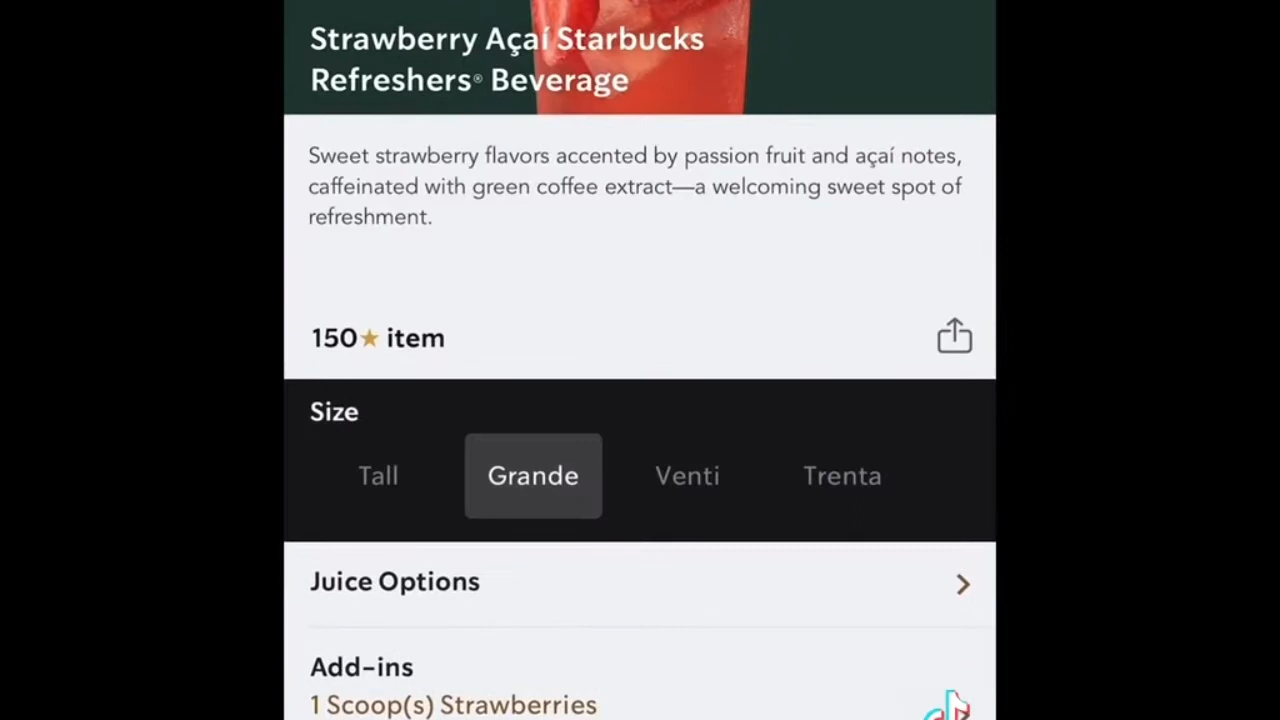 Strawberry Açaí Starbucks
Refreshers® Beverage
Sweet strawberry flavors accented by passion fruit and açaí notes,
caffeinated with green coffee extract—a welcoming sweet spot of
refreshment.
150★ item
Size
Tall Grande Venti Trenta
Juice Options
Add-ins
1 Scoop(s) Strawberries